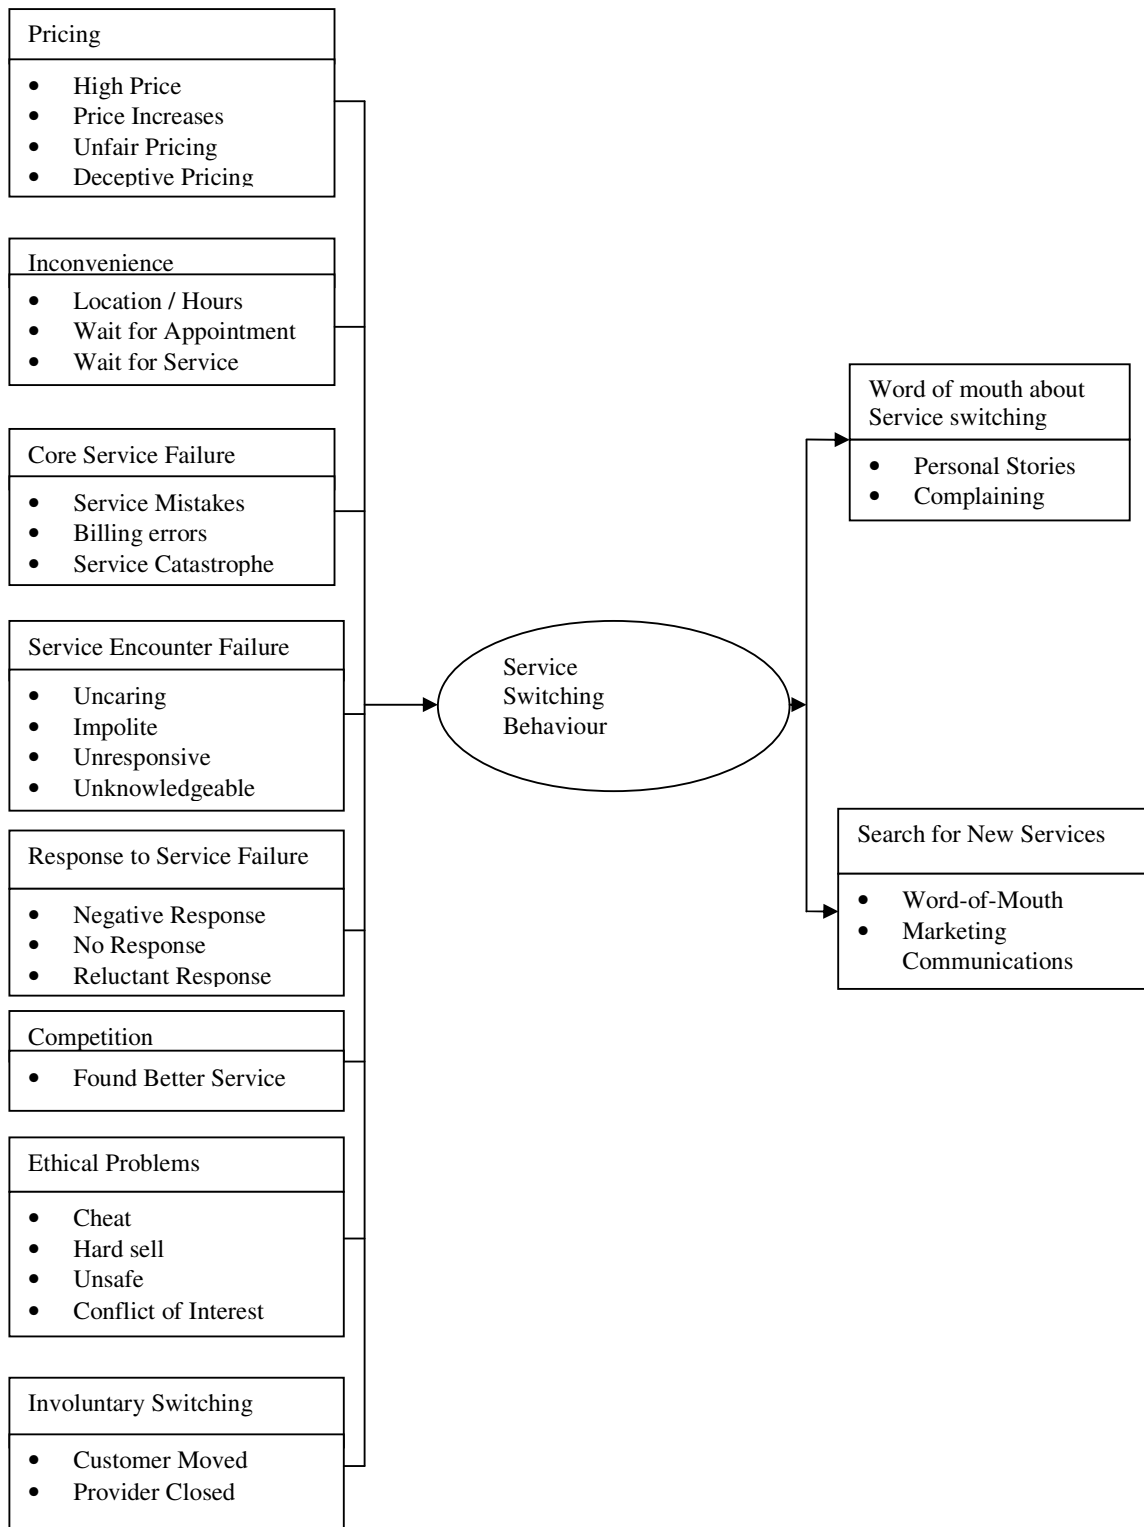 Pricing
• High Price
• Price Increases
• Unfair Pricing
• Deceptive Pricing
Inconvenience
• Location / Hours
• Wait for Appointment
• Wait for Service
Core Service Failure
• Service Mistakes
• Billing errors
• Service Catastrophe
Service Encounter Failure
• Uncaring
• Impolite
• Unresponsive
• Unknowledgeable
Response to Service Failure
• Negative Response
• No Response
• Reluctant Response
Competition
• Found Better Service
Ethical Problems
• Cheat
• Hard sell
• Unsafe
• Conflict of Interest
Involuntary Switching
• Customer Moved
• Provider Closed
Service
Switching
Behaviour
Word of mouth about
Service switching
• Personal Stories
• Complaining
Search for New Services
• Word-of-Mouth
• Marketing
Communications